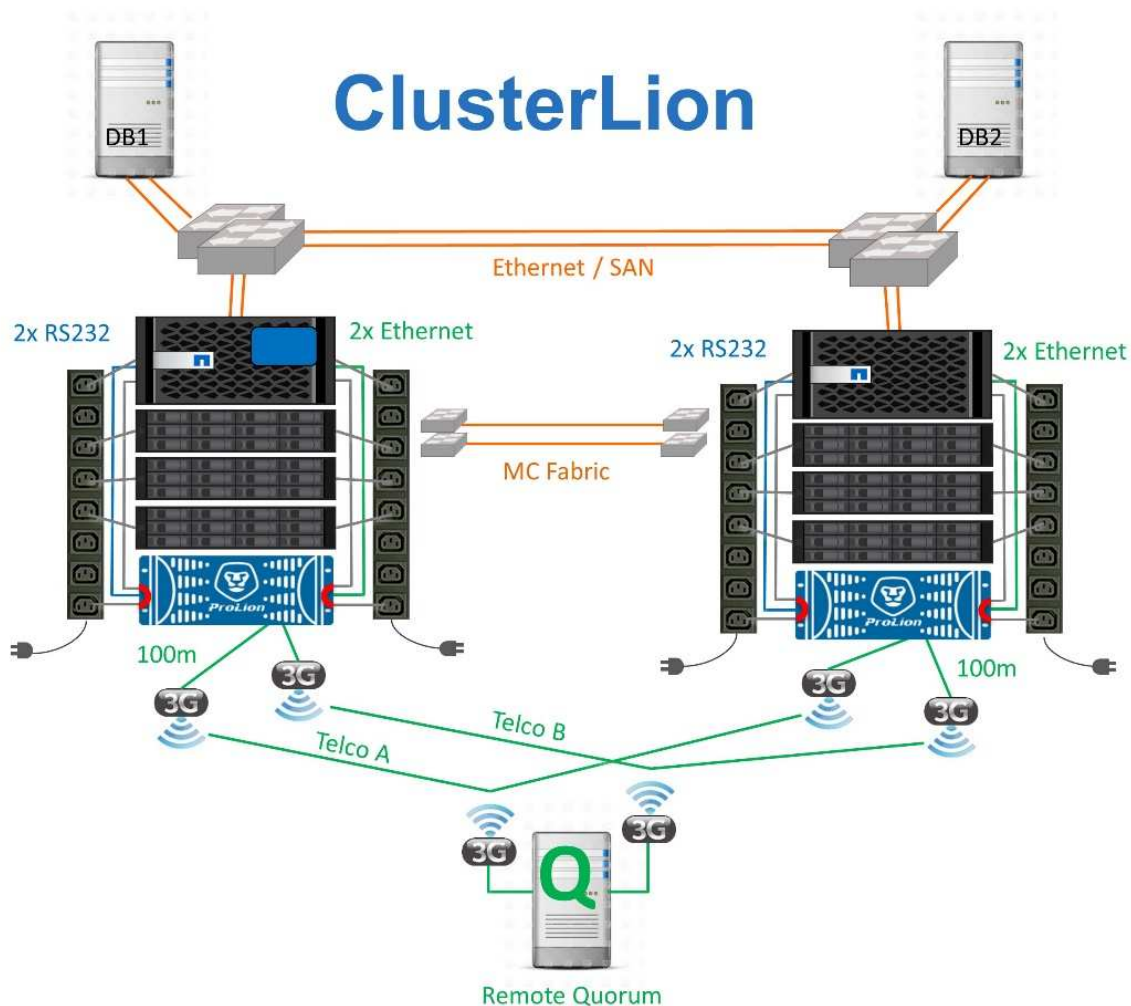 ClusterLion
DB1
DB2
Ethernet / SAN
2x RS232
2x Ethernet
2x RS232
2x Ethernet
MC Fabric
ProLion
ProLion
100m
100m
3G
3G
3G
3G
Telco A
Telco B
3G
3G
Q
Remote Quorum